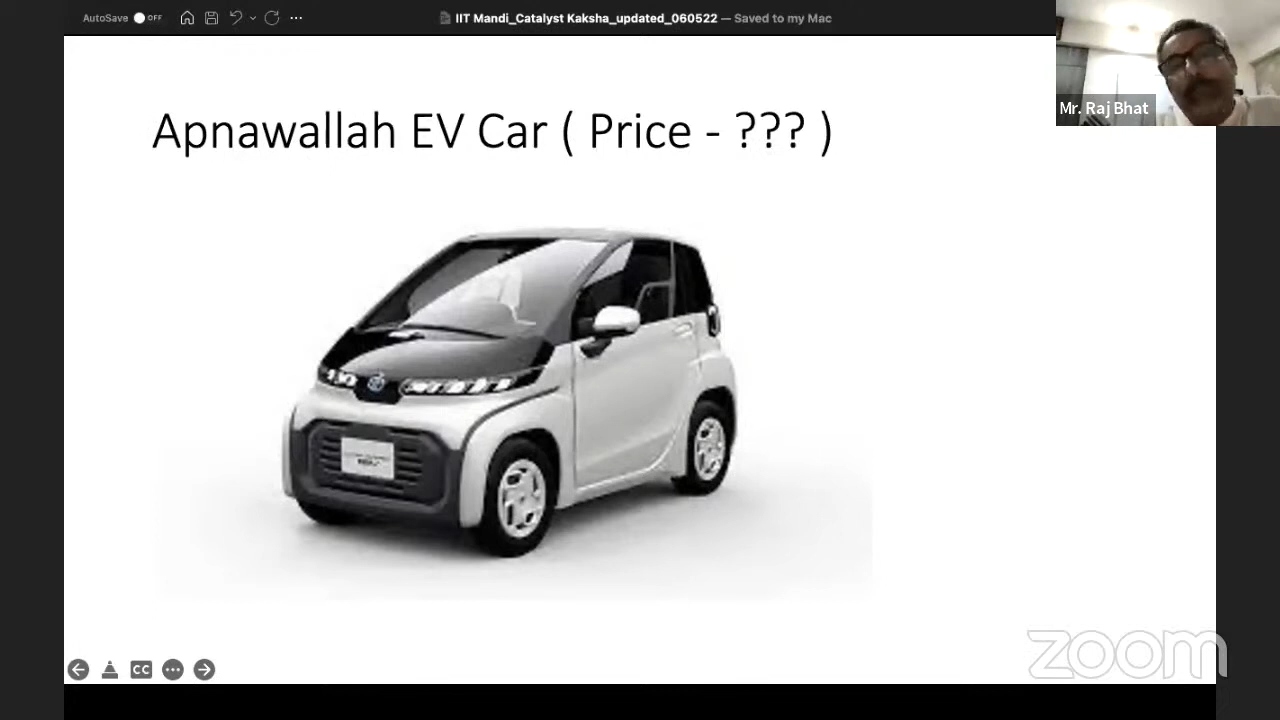 AutoSave OFF
IIT Mandi_Catalyst Kaksha_updated_060522 — Saved to my Mac
Mr. Raj Bhat
Apnawallah EV Car ( Price - ??? )
CC
zoom